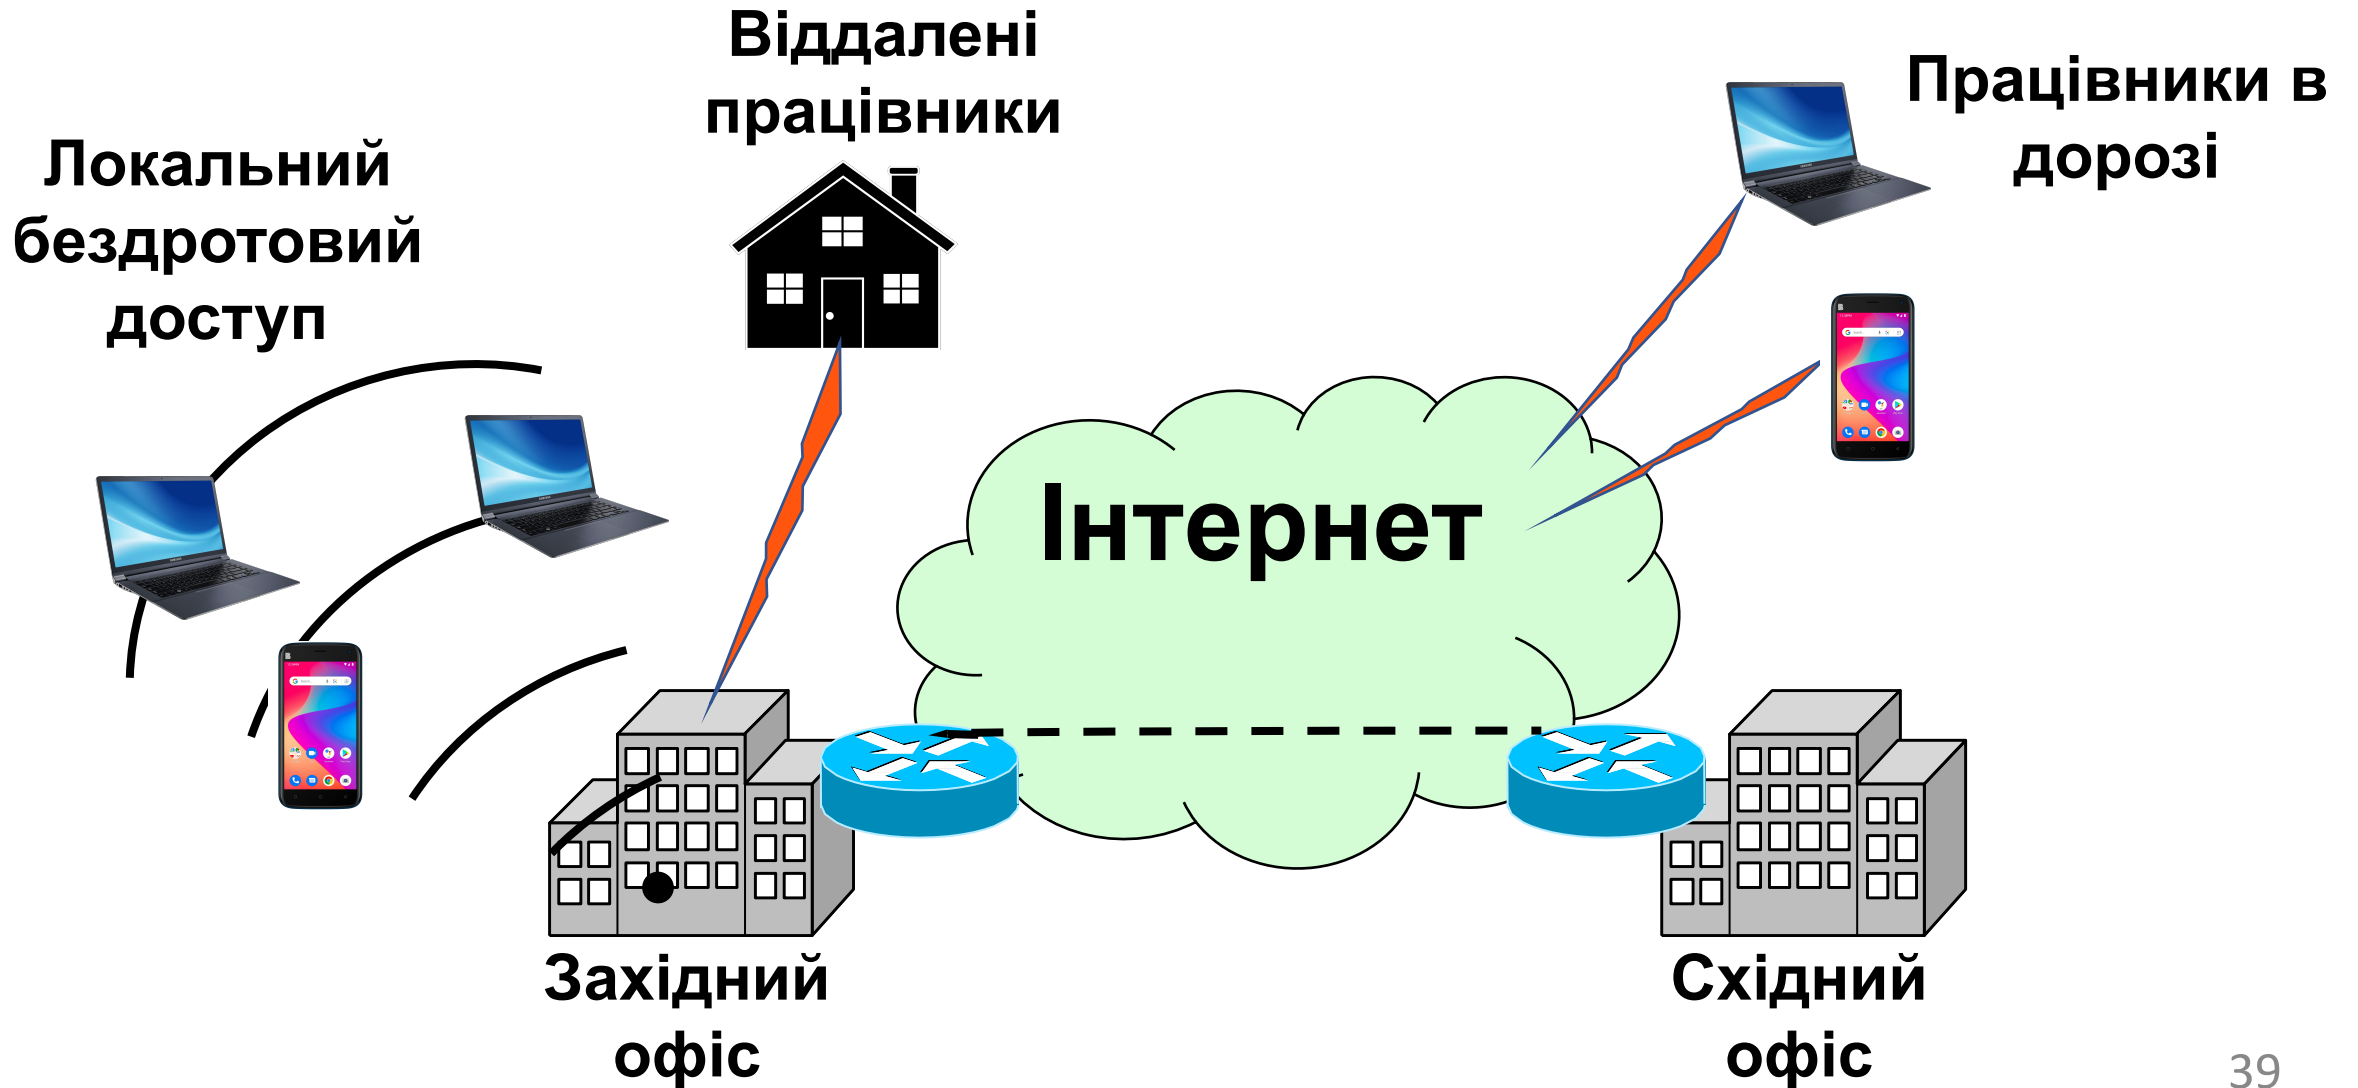 Віддалені
працівники
Працівники в
дорозі
Локальний
бездротовий
доступ
Інтернет
Західний
офіс
Східний
офіс
39